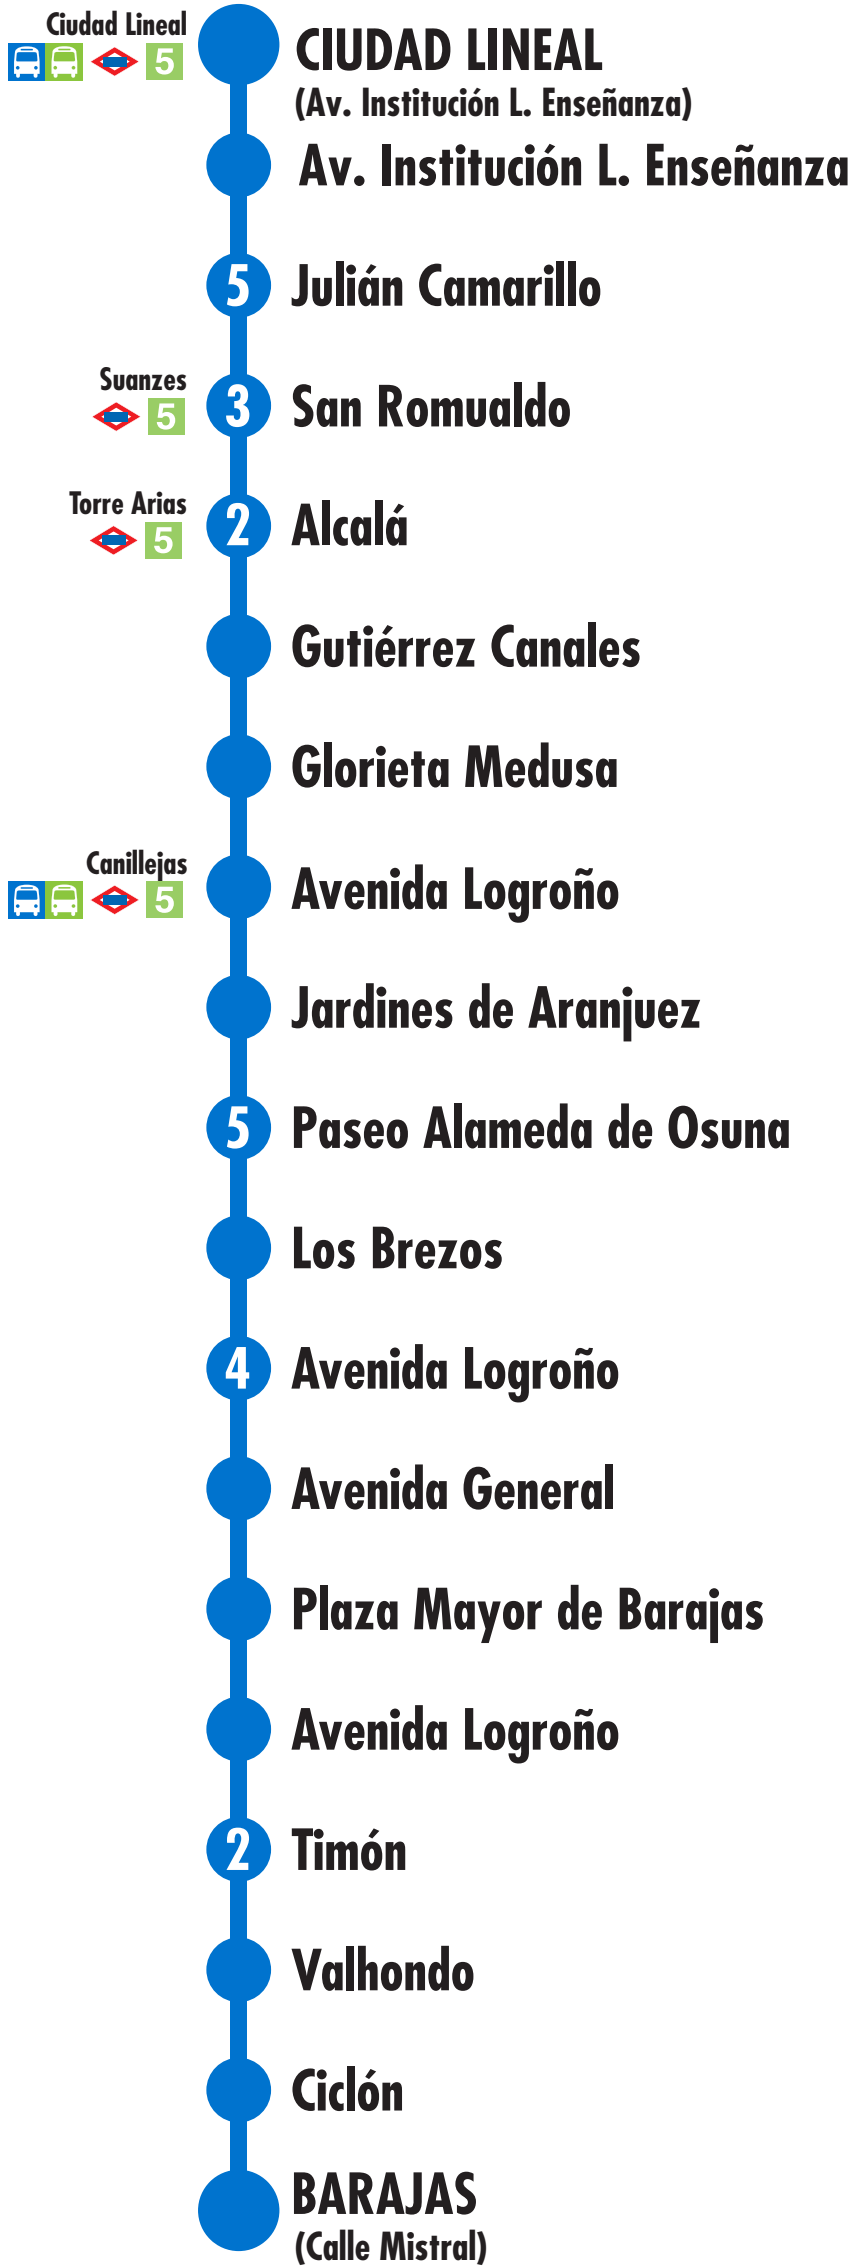 Ciudad Lineal
5
CIUDAD LINEAL
(Av. Institución L. Enseñanza)
Av. Institución L. Enseñanza
5 Julián Camarillo
Suanzes
5
3 San Romualdo
Torre Arias
5
2 Alcalá
Gutiérrez Canales
Glorieta Medusa
Canillejas
5
Avenida Logroño
Jardines de Aranjuez
5 Paseo Alameda de Osuna
Los Brezos
4 Avenida Logroño
Avenida General
Plaza Mayor de Barajas
Avenida Logroño
2 Timón
Valhondo
Ciclón
BARAJAS
(Calle Mistral)